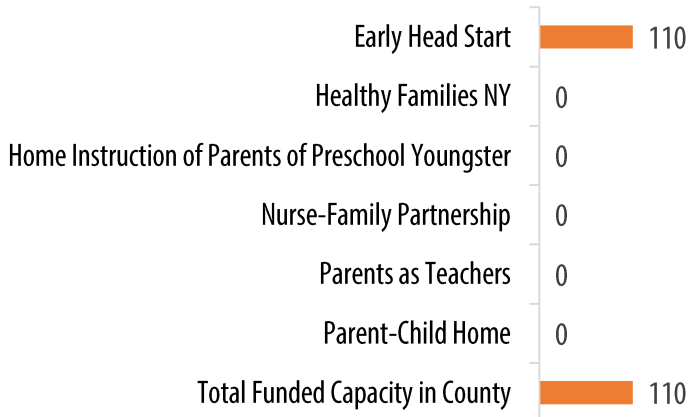 Early Head Start 110
Healthy Families NY 0
Home Instruction of Parents of Preschool Youngster 0
Nurse-Family Partnership 0
Parents as Teachers 0
Parent-Child Home 0
Total Funded Capacity in County 110